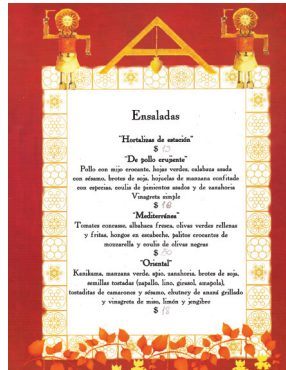 Ensaladas
"Hortalizas de estación"
$
"De pollo crujiente"
Pollo con mijo crocante, hojas verdes, calabaza asada
con sésamo, brotes de soja, hojuelas de manzana confitada
con especias, coulis de pimientos asados y de zanahoria
Vinagreta simple
$ 18
"Mediterránea"
Tomates concasse, albahaca fresca, olivas verdes rellenas
y fritas, hongos en escabeche, palitos crocantes de
mozzarella y coulis de olivas negras
$
"Oriental"
Kanikama, manzana verde, apio, zanahoria, brotes de soja,
semillas tostadas (zapallo, lino, girasol, amapola),
tostaditas de camarones y sésamo, chutney de ananá grillado
y vinagreta de miso, limón y jengibre
$ 18